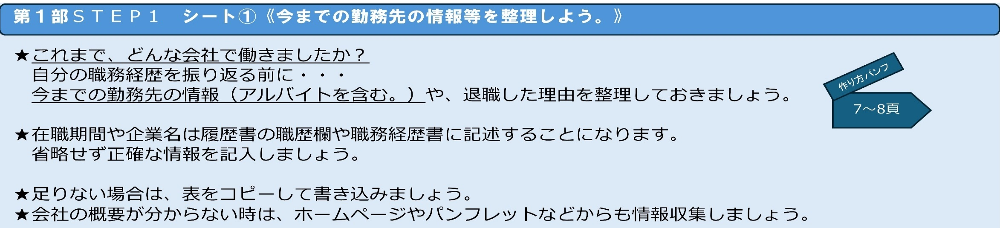 第１部ＳＴＥＰ１　シート①《今までの勤務先の情報等を整理しよう。》
★これまで、どんな会社で働きましたか？
自分の職務経歴を振り返る前に・・・
今までの勤務先の情報（アルバイトを含む。）や、退職した理由を整理しておきましょう。
作り方パンフ
7～8頁
★在職期間や企業名は履歴書の職歴欄や職務経歴書に記述することになります。
省略せず正確な情報を記入しましょう。
★足りない場合は、表をコピーして書き込みましょう。
★会社の概要が分からない時は、ホームページやパンフレットなどからも情報収集しましょう。